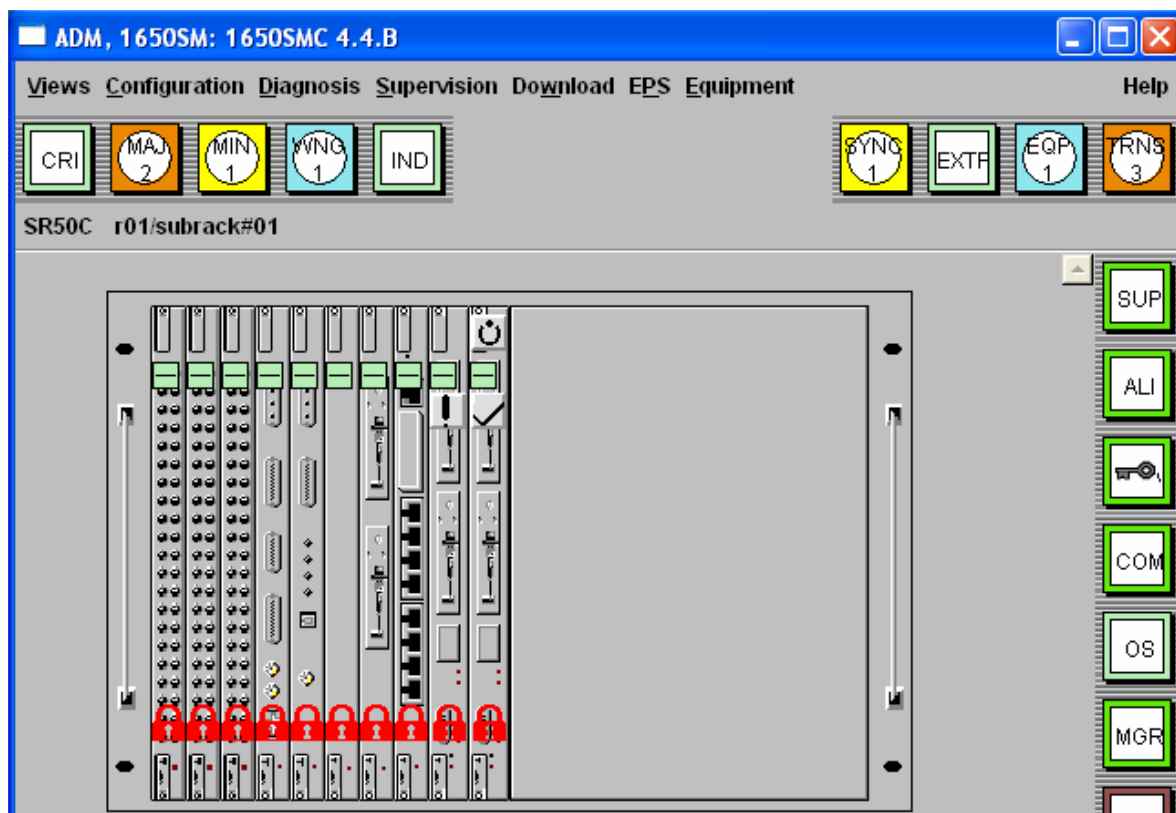 ADM, 1650SM: 1650SMC 4.4.B
Views Configuration Diagnosis Supervision Download EPS Equipment Help
CRI MAJ 2 MIN 1 WNG 1 IND SYNC 1 EXTP EQP 1 TRNS 3
SR50C r01/subrack#01
SUP
ALI
COM
OS
MGR